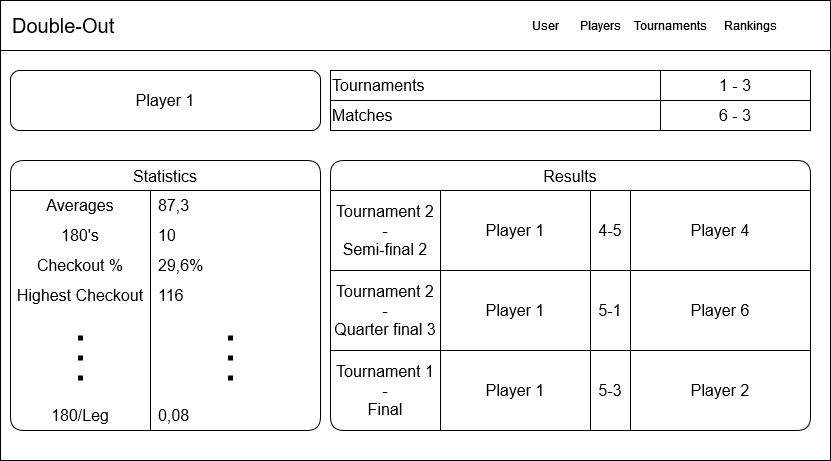 Double-Out
User Players Tournaments Rankings
Player 1
Tournaments 1 - 3
Matches 6 - 3
Statistics
Averages 87,3
180's 10
Checkout % 29,6%
Highest Checkout 116
180/Leg 0,08
Results
Tournament 2
-
Semi-final 2
Player 1 4-5 Player 4
Tournament 2
-
Quarter final 3
Player 1 5-1 Player 6
Tournament 1
-
Final
Player 1 5-3 Player 2